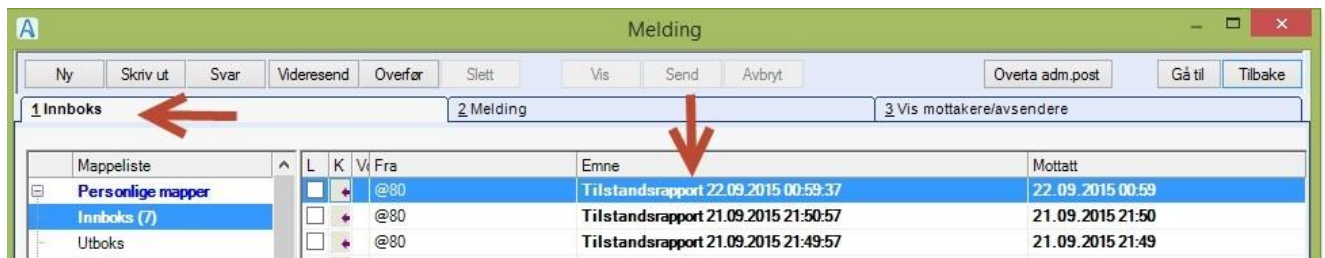 A Melding
Ny Skriv ut Svar Videresend Overfør Slett Vis Send Avbryt Overta adm.post Gå til Tilbake
1 Innboks 2 Melding 3 Vis mottakere/avsendere
Mappeliste L K Fra Emne Mottatt
Personlige mapper @80 Tilstandsrapport 22.09.2015 00:59:37 22.09.2015 00:59
Innboks (7) @80 Tilstandsrapport 21.09.2015 21:50:57 21.09.2015 21:50
Utboks @80 Tilstandsrapport 21.09.2015 21:49:57 21.09.2015 21:49